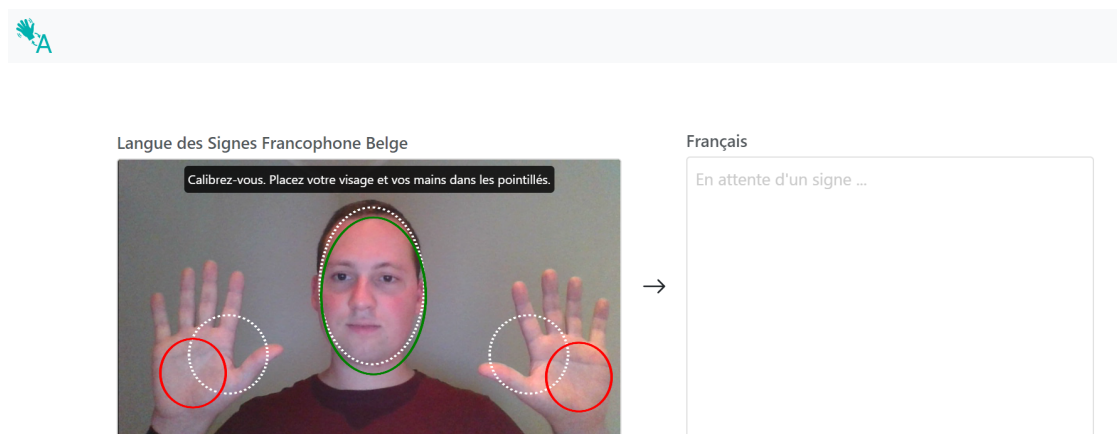 A
Langue des Signes Francophone Belge
Français
Calibrez-vous. Placez votre visage et vos mains dans les pointillés.
En attente d'un signe ...